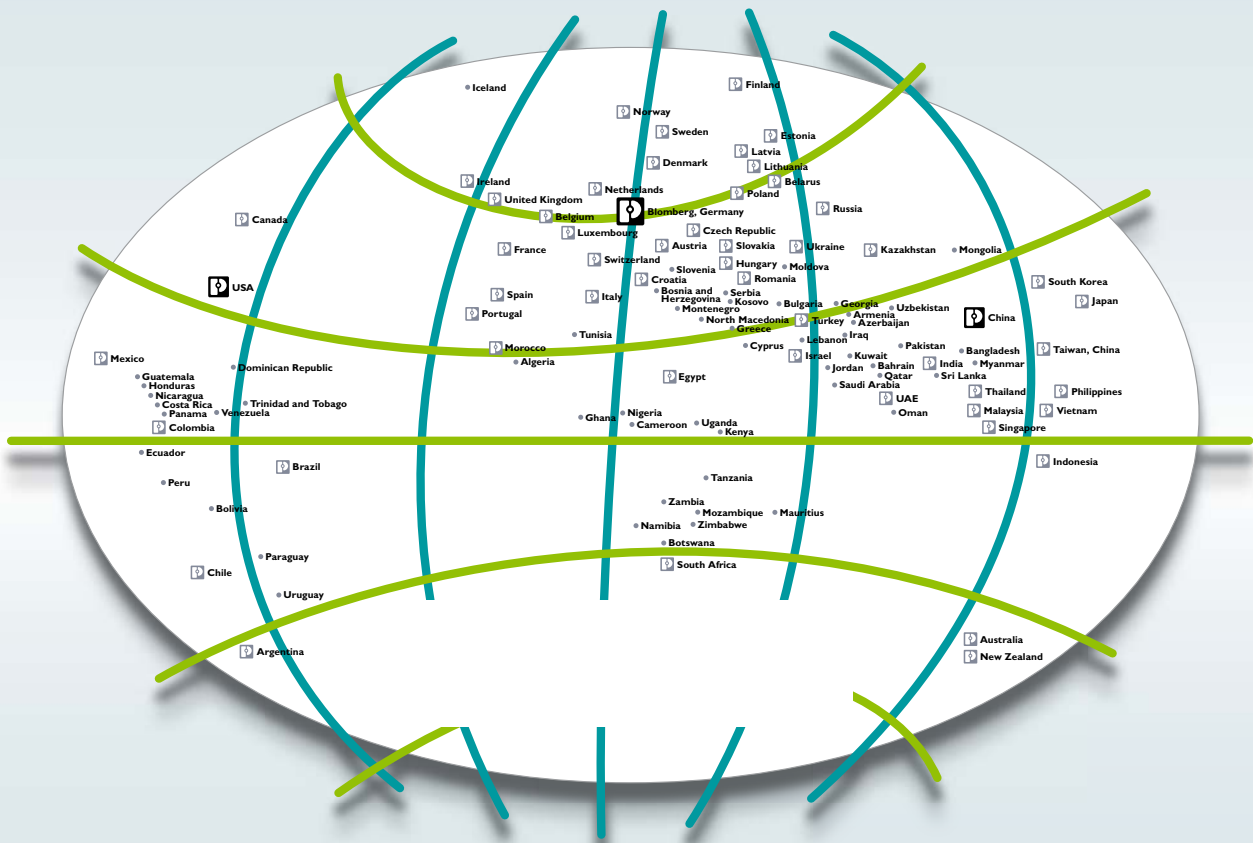 Iceland
Finland
Norway
Sweden
Estonia
Latvia
Denmark
Lithuania
Ireland
Belarus
Netherlands
Poland
United Kingdom
Russia
Blomberg, Germany
Belgium
Canada
Czech Republic
Luxembourg
Austria
Slovakia
Ukraine
France
Kazakhstan
Mongolia
Switzerland
Hungary
Moldova
Slovenia
Croatia
Romania
South Korea
USA
Bosnia and
Herzegovina
Serbia
Spain
Italy
Kosovo
Japan
Bulgaria
Georgia
Montenegro
Uzbekistan
Portugal
Armenia
China
North Macedonia
Turkey
Azerbaijan
Greece
Tunisia
Iraq
Lebanon
Morocco
Cyprus
Pakistan
Taiwan, China
Bangladesh
Israel
Kuwait
Mexico
Algeria
India
Myanmar
Dominican Republic
Jordan
Bahrain
Guatemala
Egypt
Qatar
Sri Lanka
Honduras
Saudi Arabia
Thailand
Philippines
Nicaragua
UAE
Costa Rica
Trinidad and Tobago
Panama
Venezuela
Nigeria
Oman
Malaysia
Vietnam
Ghana
Cameroon
Uganda
Colombia
Kenya
Singapore
Ecuador
Brazil
Indonesia
Peru
Tanzania
Zambia
Bolivia
Mozambique
Mauritius
Namibia
Zimbabwe
Botswana
Paraguay
South Africa
Chile
Uruguay
Australia
Argentina
New Zealand